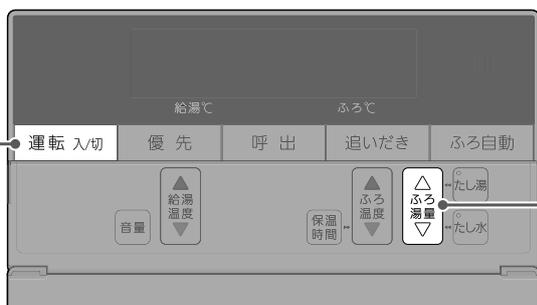 給湯℃ ふろ℃
運転 入/切 優先 呼出 追いだき ふろ自動
音量
給湯
温度
保温
時間
ふろ
温度
ふろ
湯量
たし湯
たし水